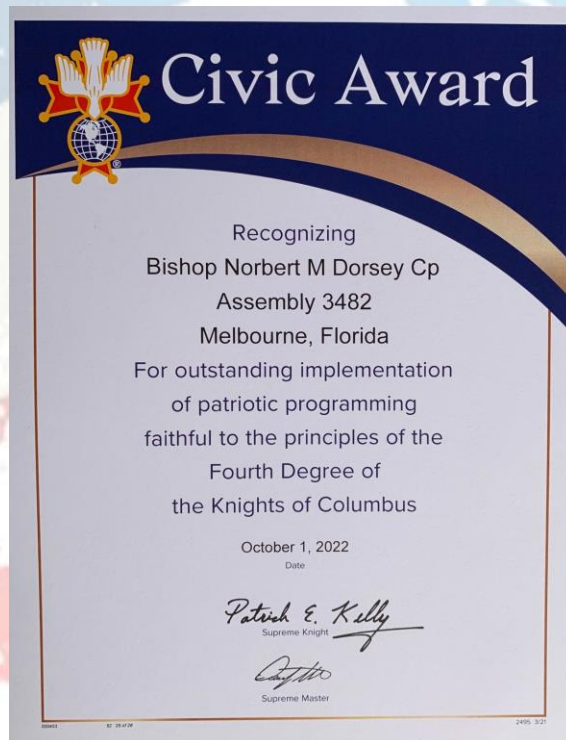 Civic Award
®
Recognizing
Bishop Norbert M Dorsey Cp
Assembly 3482
Melbourne, Florida
For outstanding implementation
of patriotic programming
faithful to the principles of the
Fourth Degree of
the Knights of Columbus
October 1, 2022
Date
Patrick E. Kelly
Supreme Knight
Supreme Master
2495 3/21